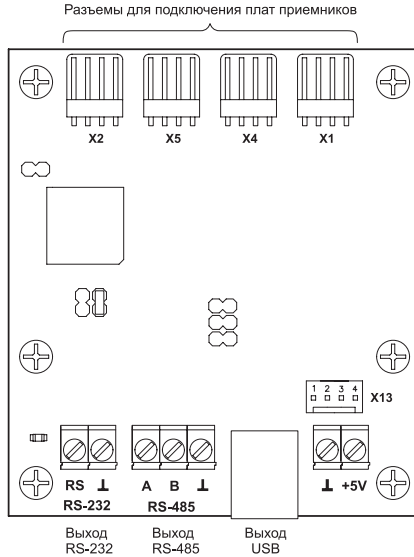 Разъемы для подключения плат приемников
X2 X5 X4 X1
1 2 3 4
X13
RS ⊥ A B ⊥ ⊥ +5V
RS-232 RS-485
Выход Выход Выход
RS-232 RS-485 USB